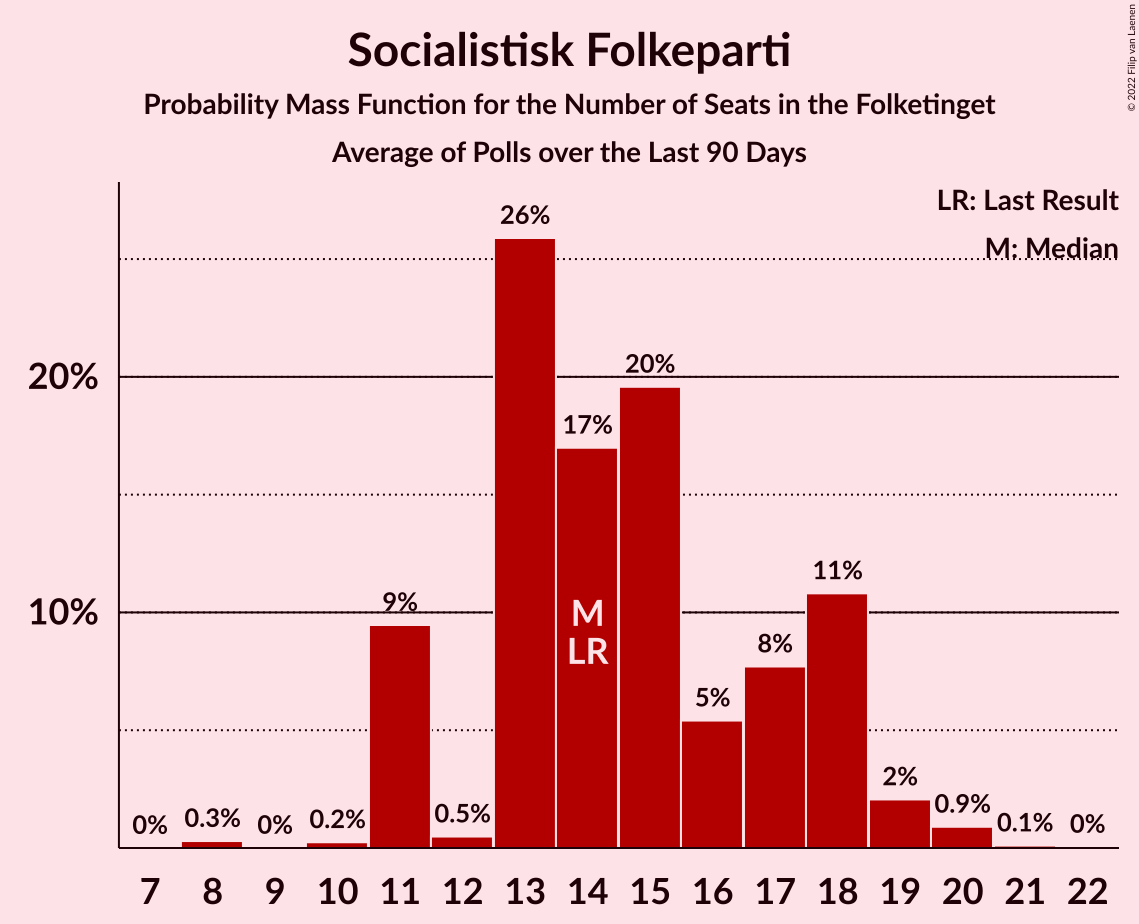 Socialistisk Folkeparti
Probability Mass Function for the Number of Seats in the Folketinget
Average of Polls over the Last 90 Days
© 2022 Filip van Laenen
LR: Last Result
M: Median
20%
10%
0%
0.3%
0%
0.2%
9%
0.5%
26%
17%
20%
5%
8%
11%
2%
0.9%
0.1%
0%
M
LR
7 8 9 10 11 12 13 14 15 16 17 18 19 20 21 22